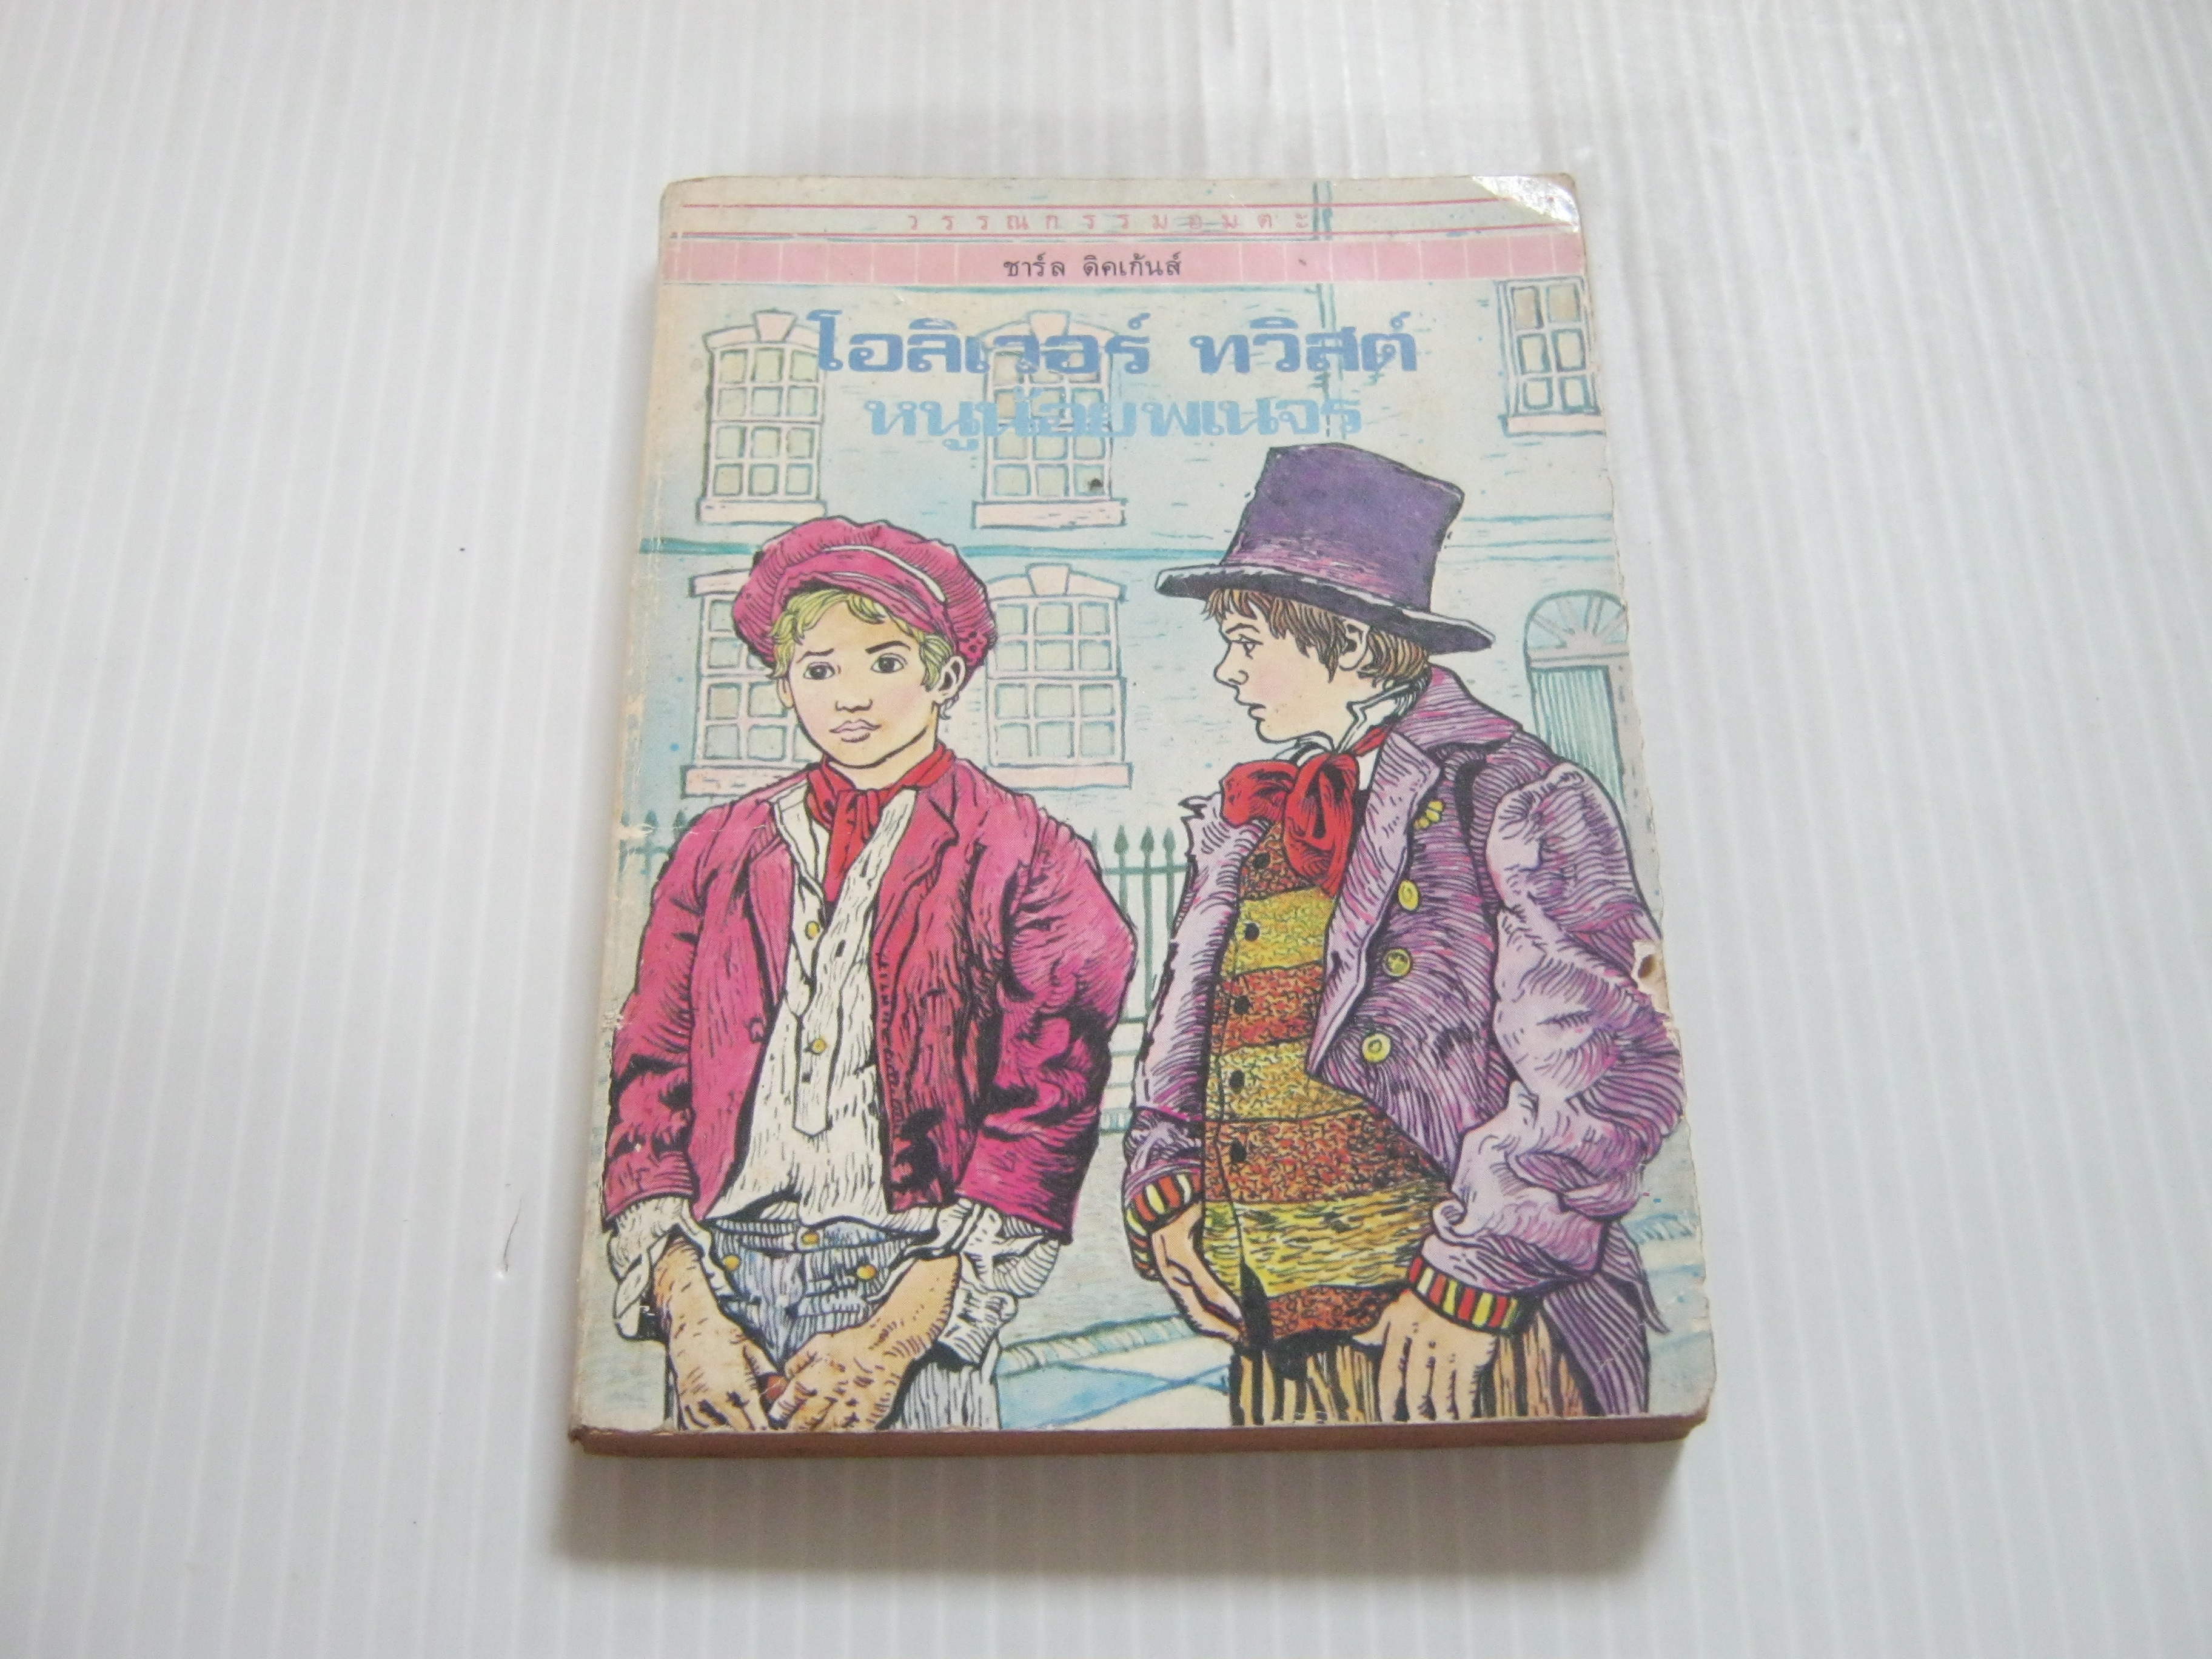 วรรณกรรมอมตะ
ชาร์ล ดิคเก้นส์
โอลิเวอร์ ทวิสต์
หนูน้อยพเนจร